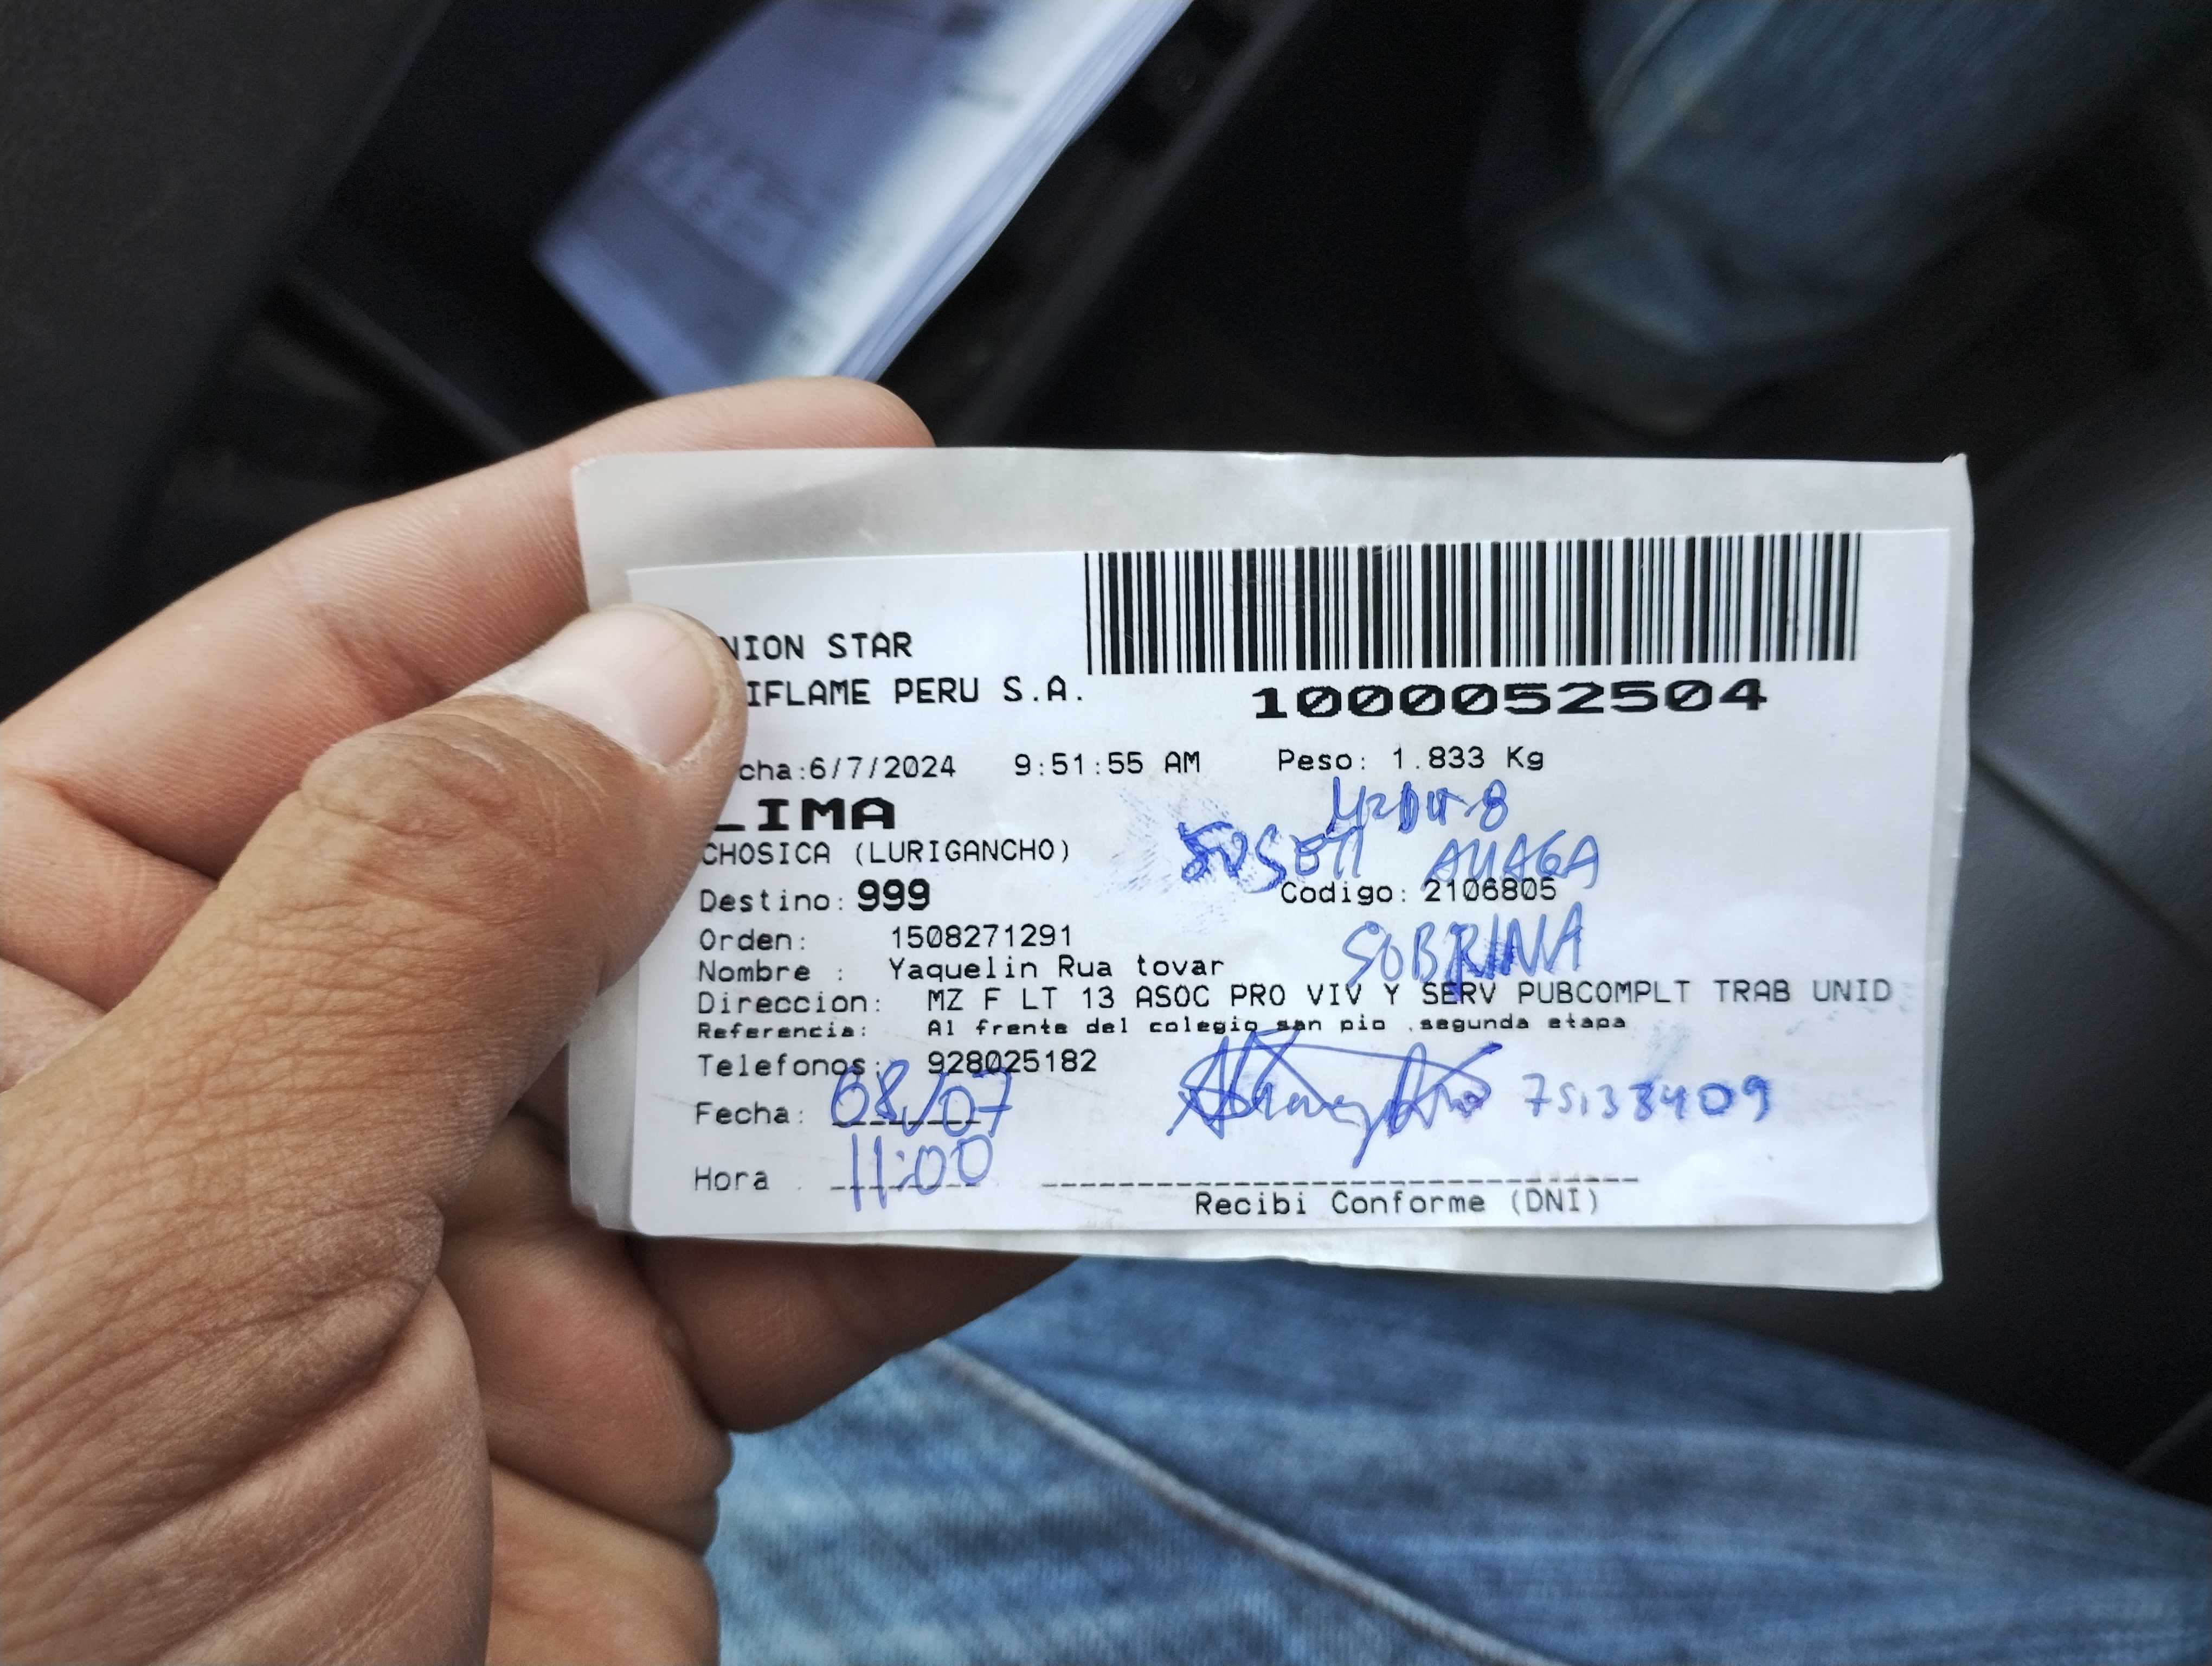 NION STAR
IFLAME PERU S.A.
1000052504
cha:6/7/2024 9:51:55 AM Peso: 1.833 Kg
LIMA
CHOSICA (LURIGANCHO)
ALIAGA
Destino: 999 Codigo: 2106805
SOBRINA
Orden: 1508271291
Nombre : Yaquelin Rua tovar
Direccion: MZ F LT 13 ASOC PRO VIV Y SERV PUBCOMPLT TRAB UNID
Referencia: Al frente del colegio san pio ,segunda etapa
Telefonos: 928025182
Fecha: 08/07
Hora 11:00
Recibi Conforme (DNI)